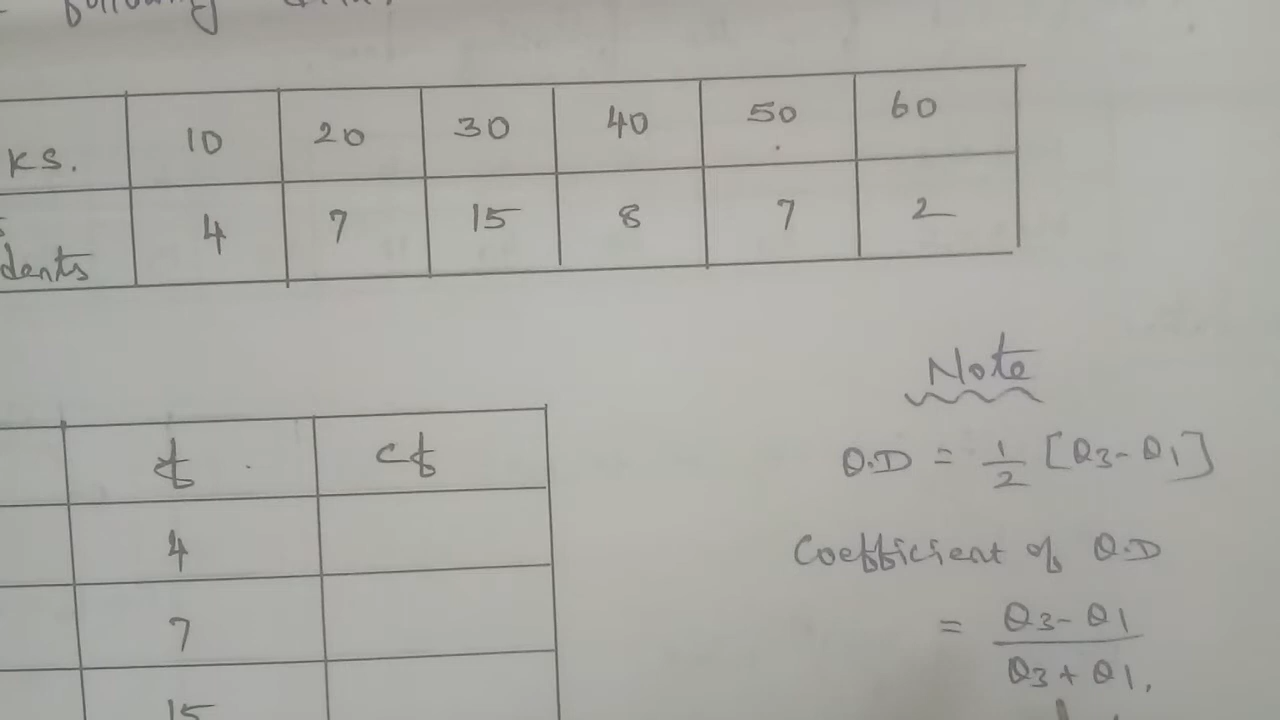 following
ks. 10 20 30 40 50 60
dents 4 7 15 8 7 2
Note
f cf
Q.D = 1/2 [Q3 - Q1]
4
Coefficient of Q.D
7
= Q3 - Q1 / Q3 + Q1.
15